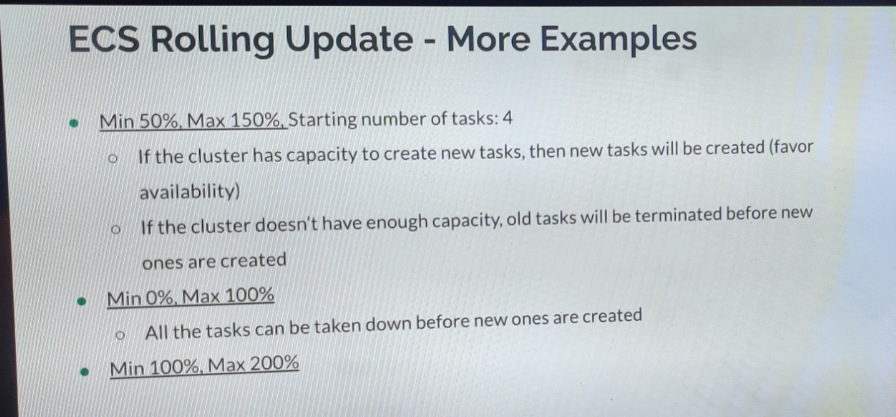 ECS Rolling Update - More Examples
Min 50%, Max 150%, Starting number of tasks: 4
If the cluster has capacity to create new tasks, then new tasks will be created (favor
availability)
If the cluster doesn't have enough capacity, old tasks will be terminated before new
ones are created
Min 0%, Max 100%
All the tasks can be taken down before new ones are created
Min 100%, Max 200%